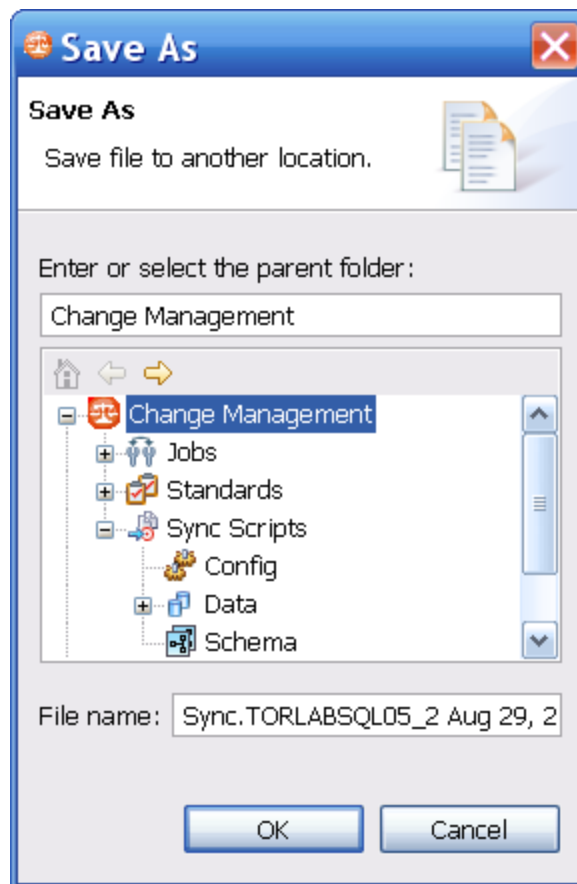 Save As
Save As
Save file to another location.
Enter or select the parent folder:
Change Management
Change Management
Jobs
Standards
Sync Scripts
Config
Data
Schema
File name: Sync.TORLABSQL05_2 Aug 29, 2
OK Cancel